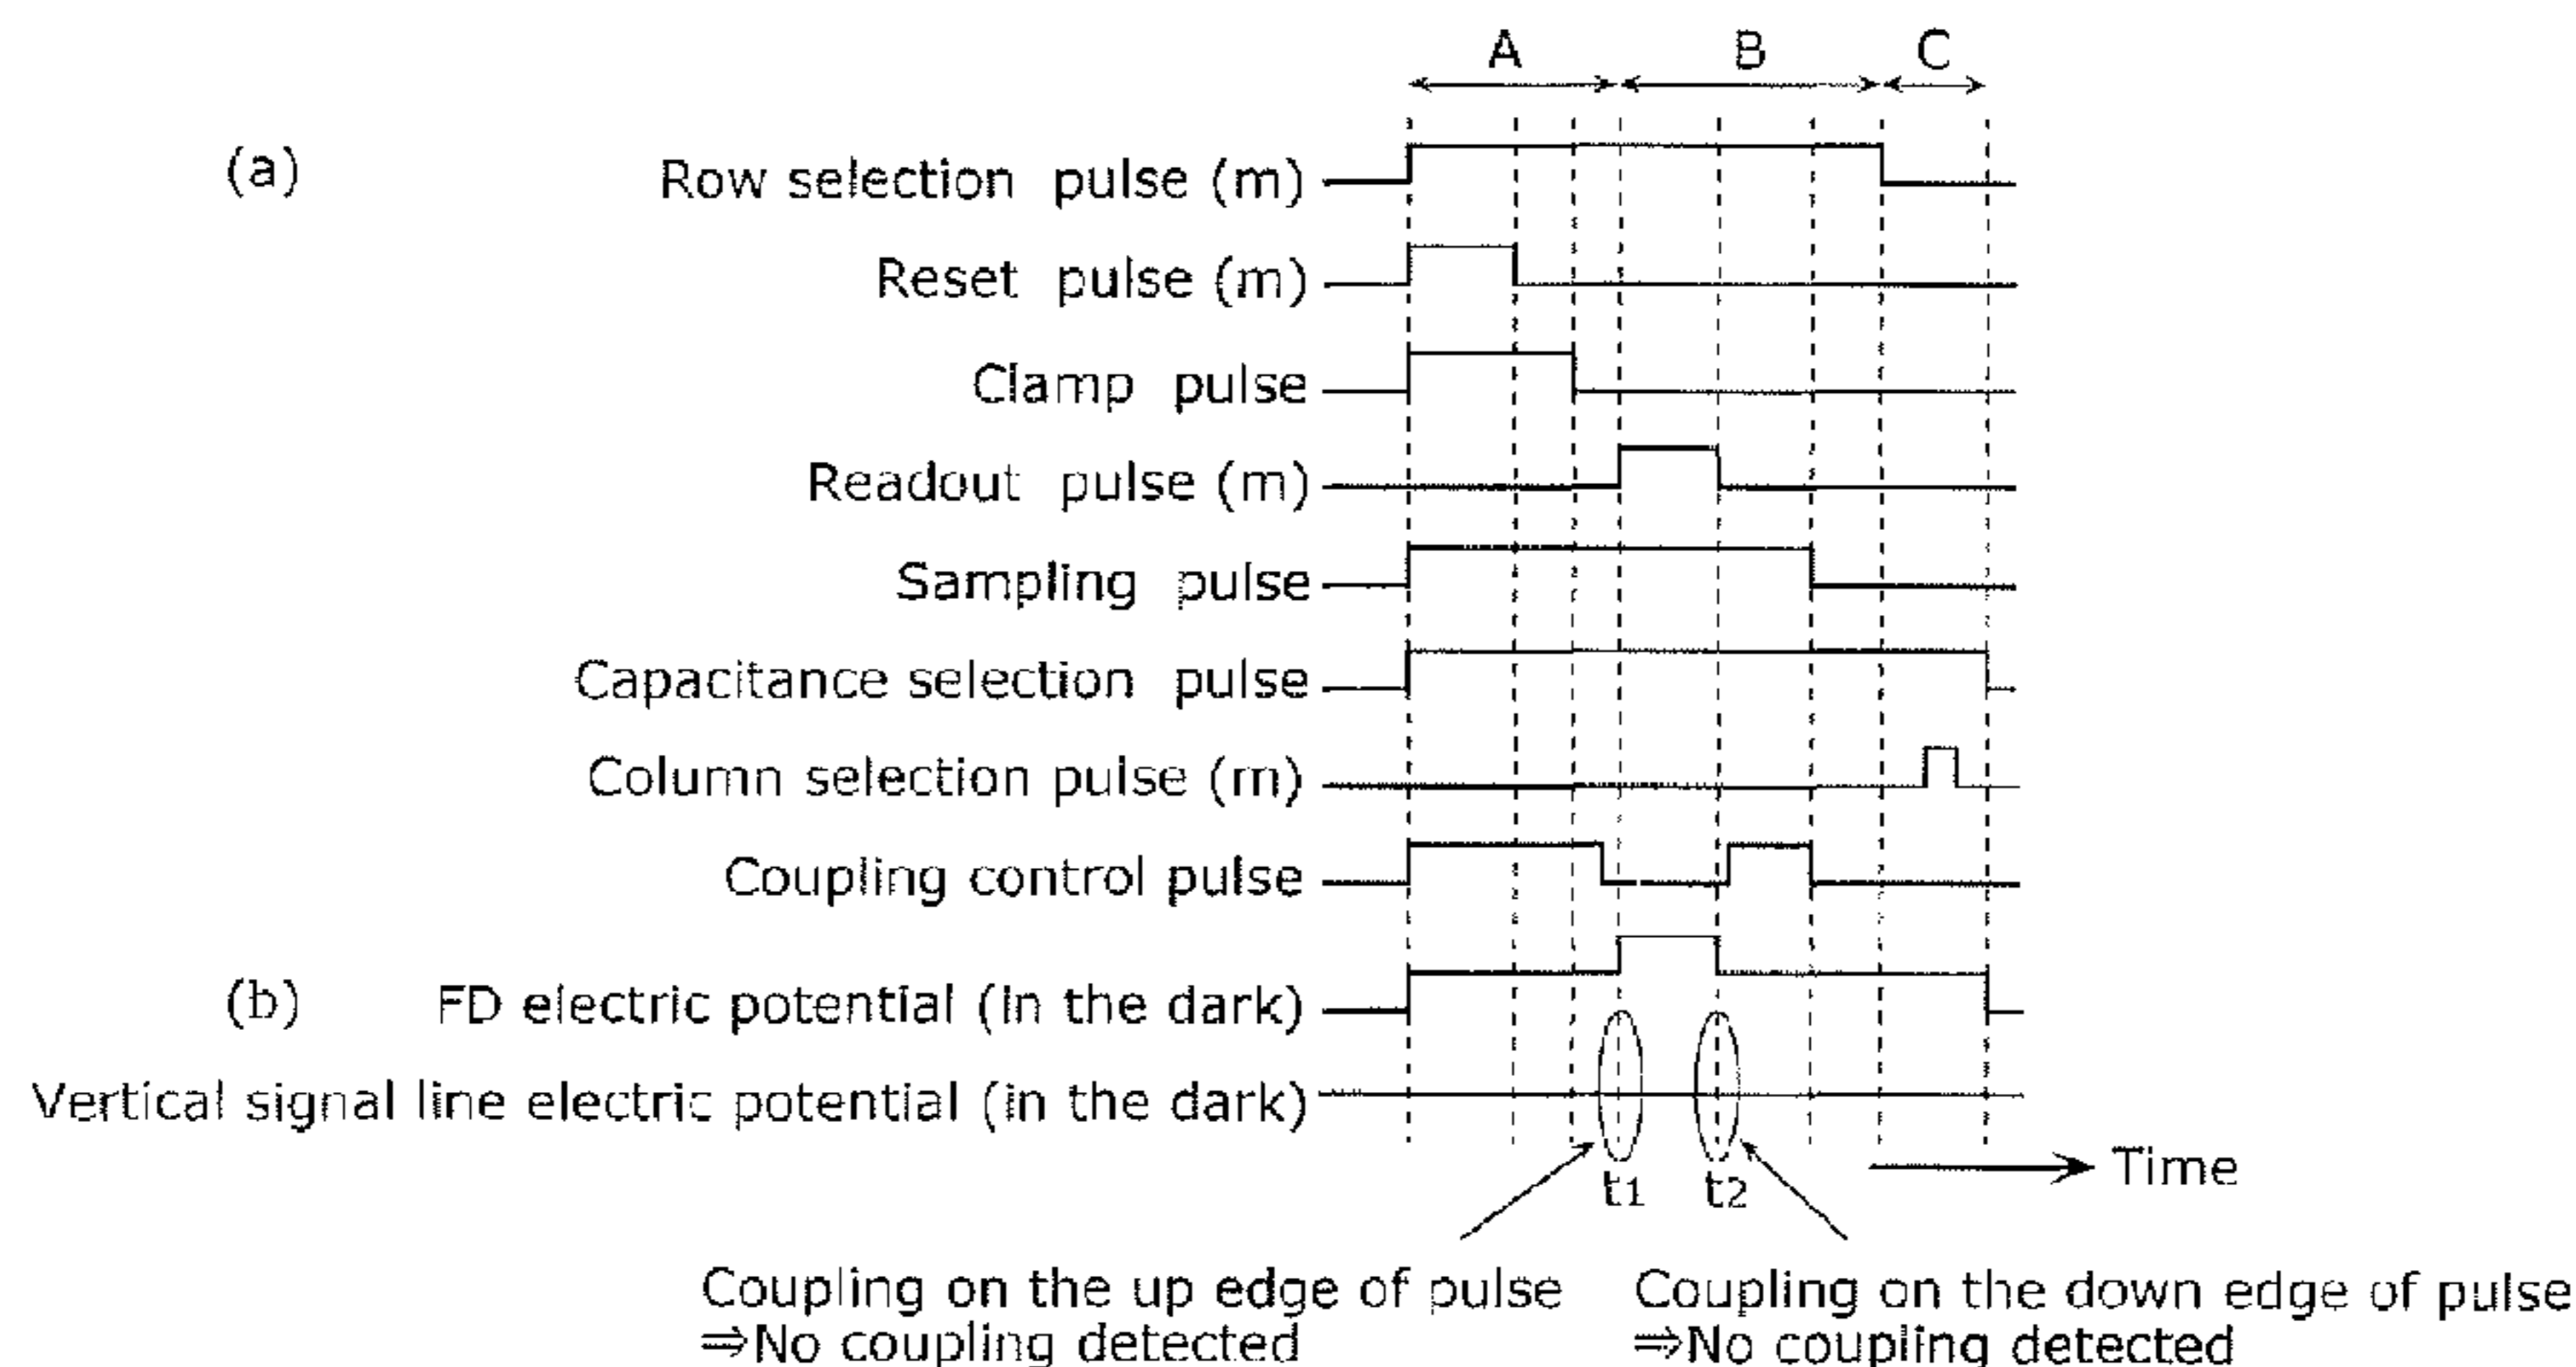 A B C
(a) Row selection pulse (m)
Reset pulse (m)
Clamp pulse
Readout pulse (m)
Sampling pulse
Capacitance selection pulse
Column selection pulse (m)
Coupling control pulse
(b) FD electric potential (in the dark)
Vertical signal line electric potential (in the dark)
Time
t1 t2
Coupling on the up edge of pulse
⇒No coupling detected
Coupling on the down edge of pulse
⇒No coupling detected